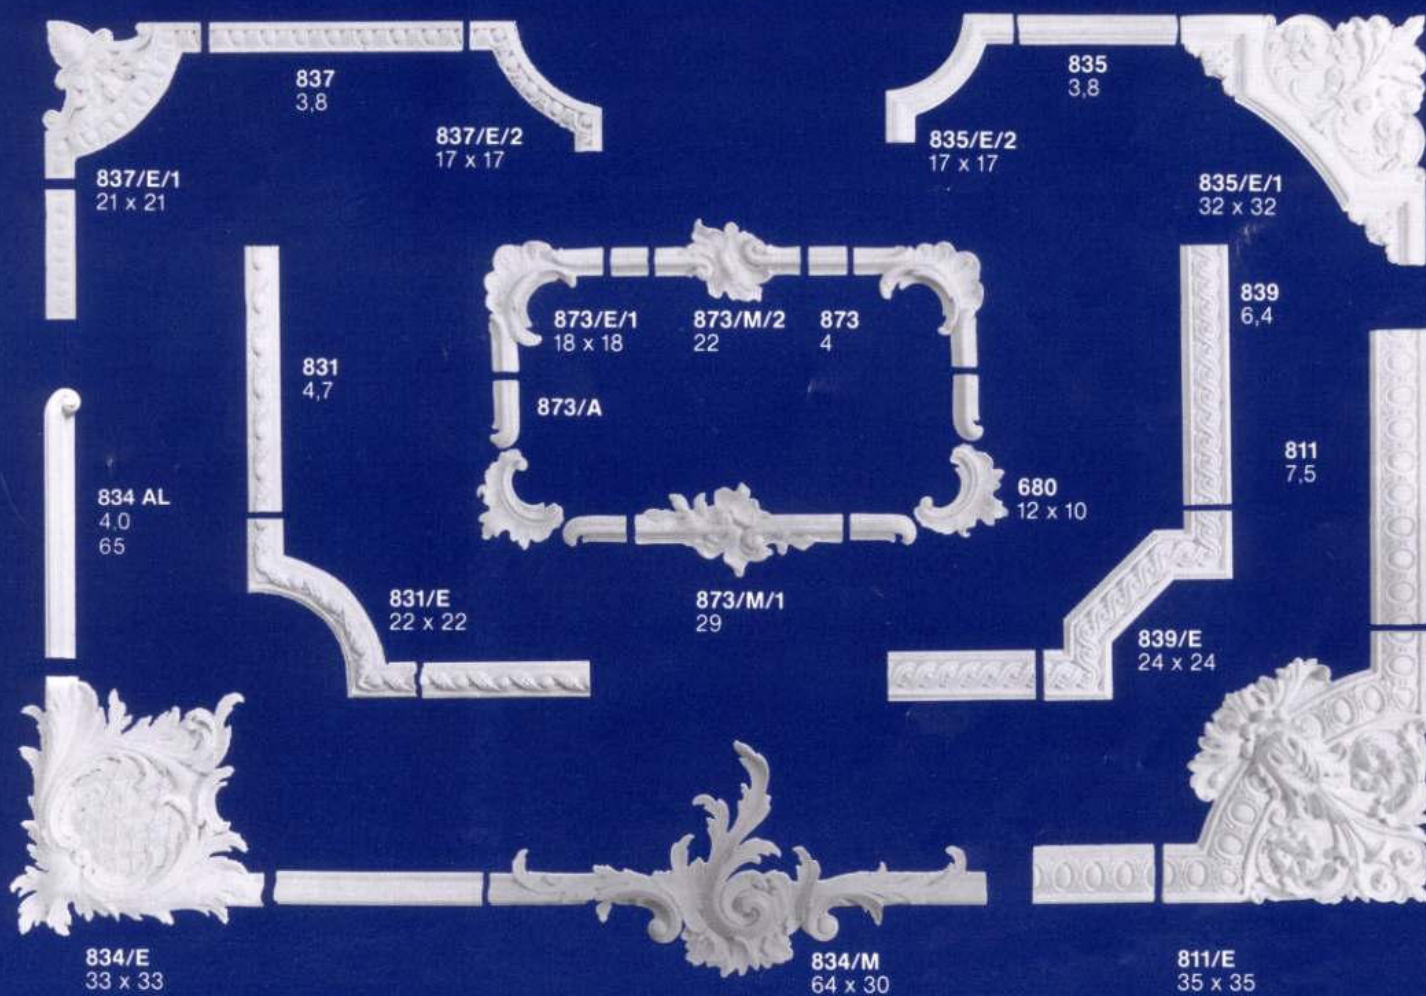 837
3,8
835
3,8
837/E/2
17 x 17
835/E/2
17 x 17
837/E/1
21 x 21
835/E/1
32 x 32
839
6,4
873/E/1
18 x 18
873/M/2
22
873
4
831
4,7
873/A
811
7,5
834 AL
4,0
65
680
12 x 10
831/E
22 x 22
873/M/1
29
839/E
24 x 24
834/E
33 x 33
834/M
64 x 30
811/E
35 x 35